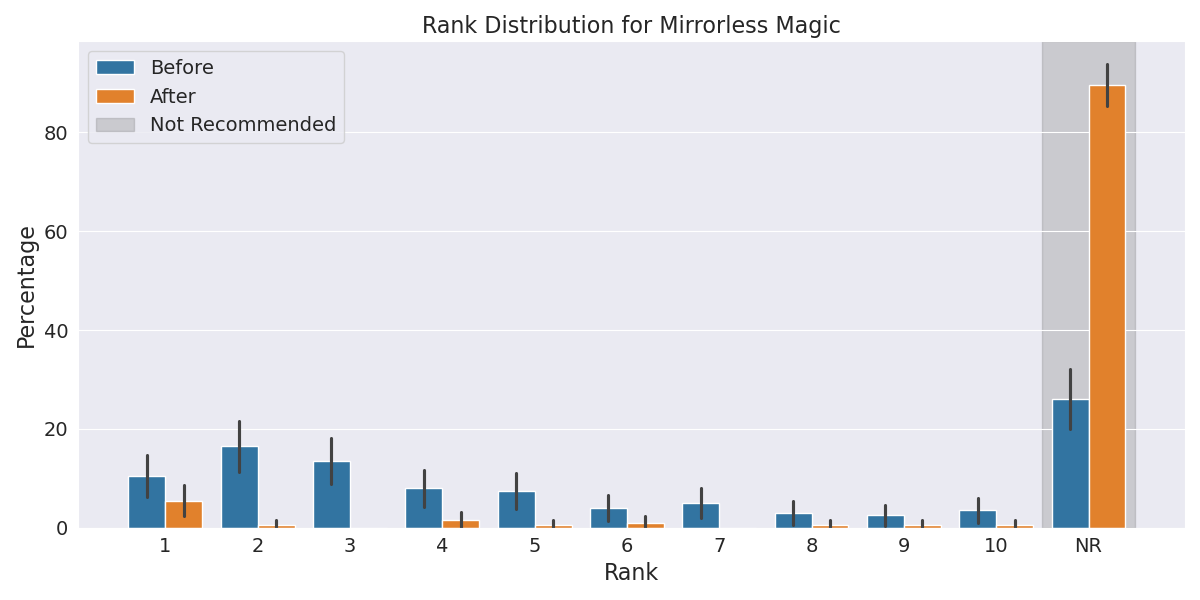 Rank Distribution for Mirrorless Magic
Before
After
Not Recommended
Percentage
80
60
40
20
0
1 2 3 4 5 6 7 8 9 10 NR
Rank